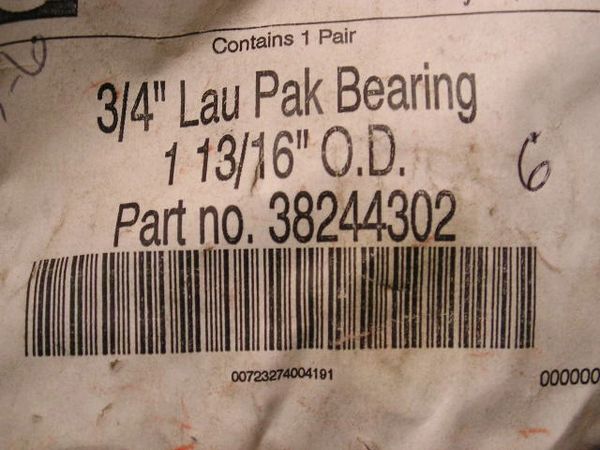 Contains 1 Pair
3/4" Lau Pak Bearing
1 13/16" O.D.
6
Part no. 38244302
00723274004191
000000